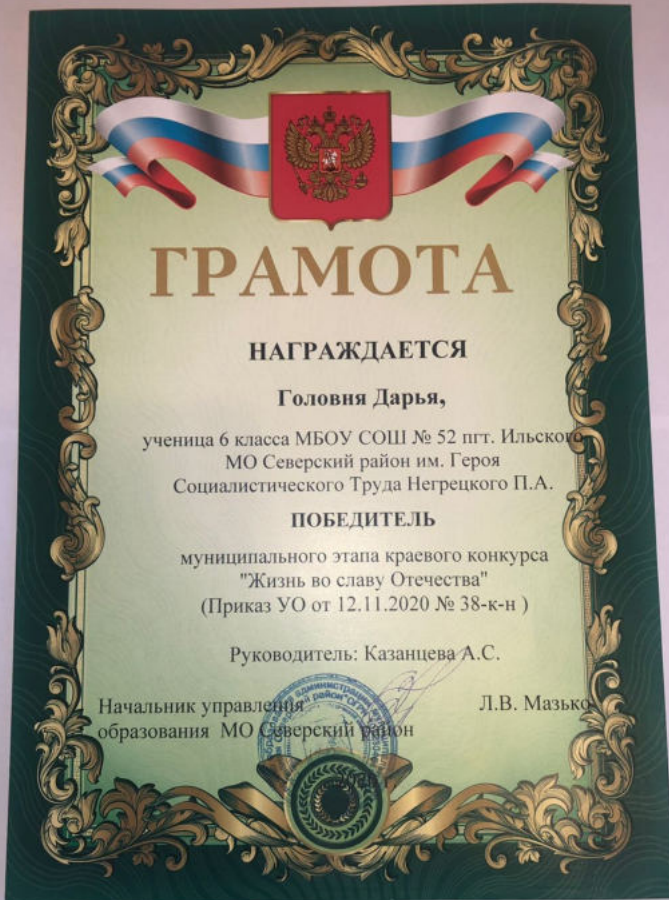 ГРАМОТА
НАГРАЖДАЕТСЯ
Головня Дарья,
ученица 6 класса МБОУ СОШ № 52 пгт. Ильского
МО Северский район им. Героя
Социалистического Труда Негрецкого П.А.
ПОБЕДИТЕЛЬ
муниципального этапа краевого конкурса
"Жизнь во славу Отечества"
(Приказ УО от 12.11.2020 № 38-к-н )
Руководитель: Казанцева А.С.
Начальник управления
Л.В. Мазько
образования МО Северский район